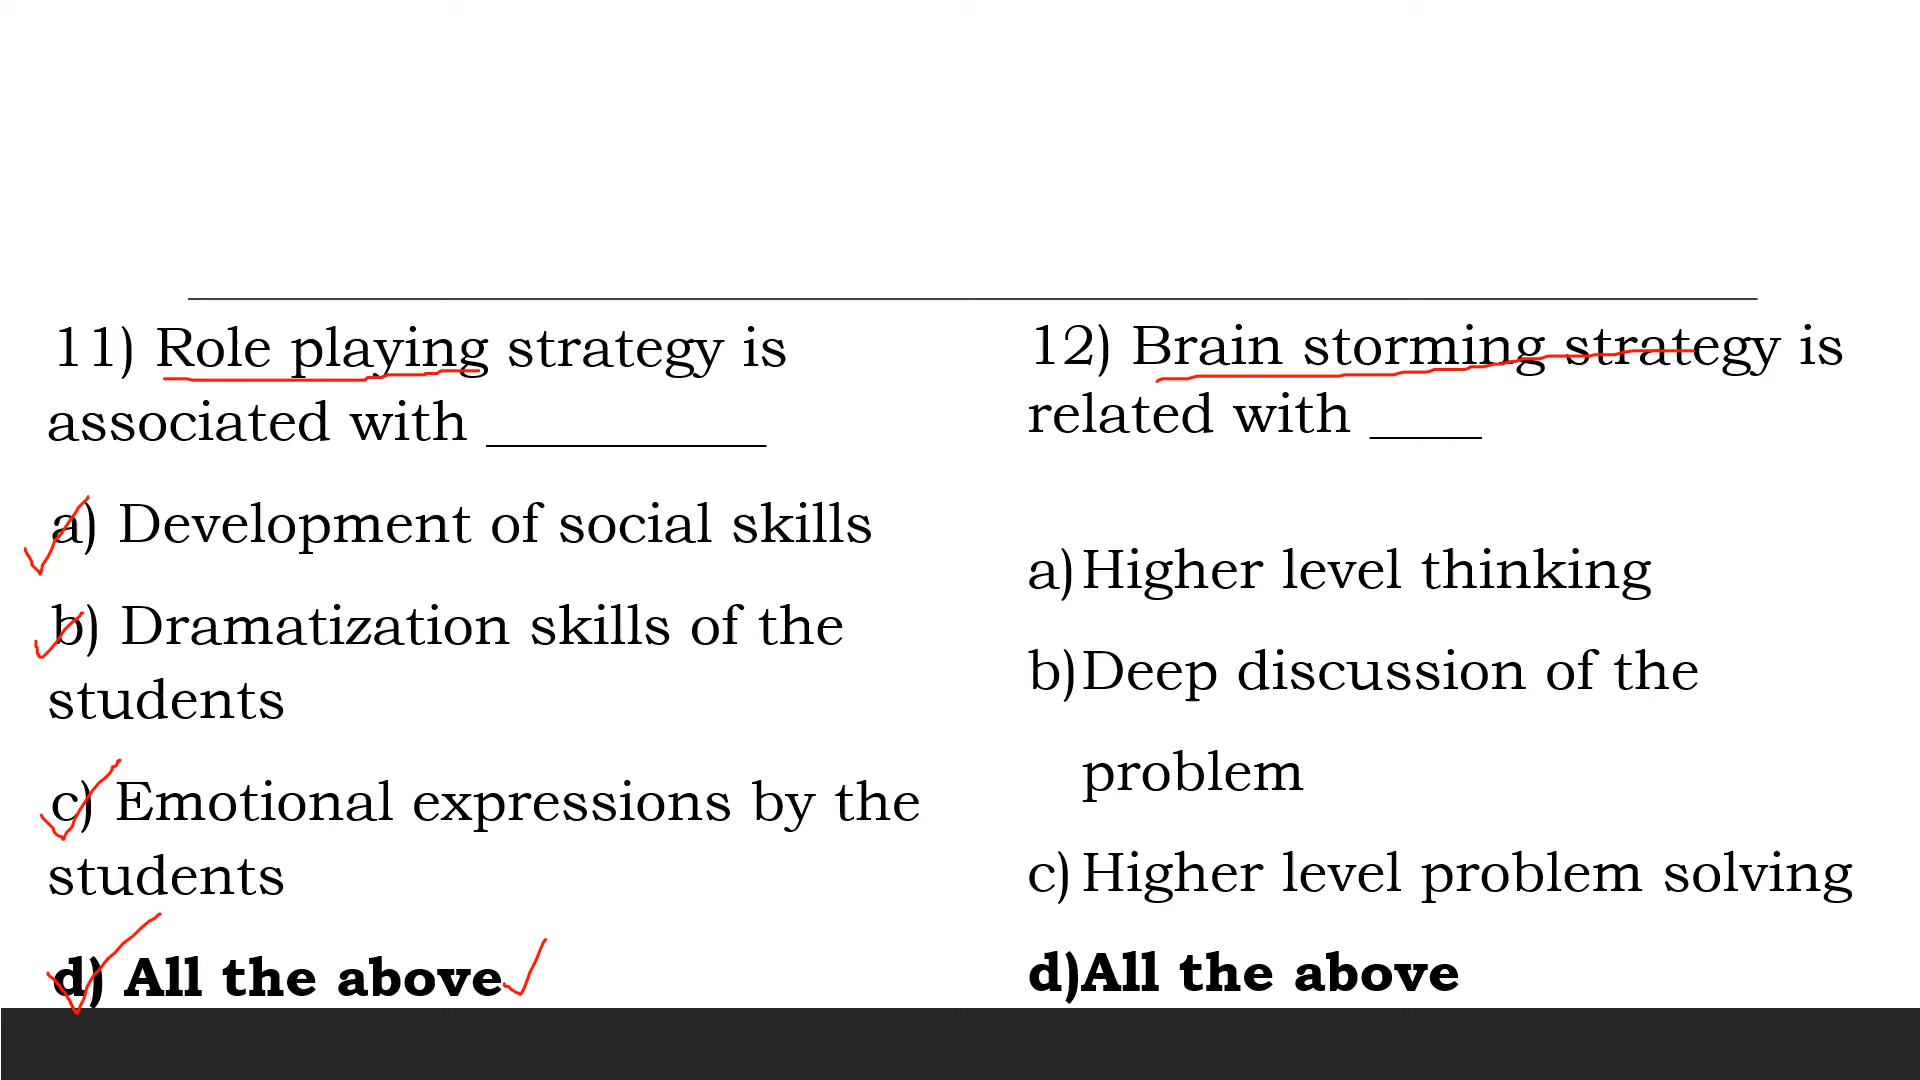 11) Role playing strategy is
associated with __________
a) Development of social skills
b) Dramatization skills of the
students
c) Emotional expressions by the
students
d) All the above
12) Brain storming strategy is
related with ____
a) Higher level thinking
b) Deep discussion of the
problem
c) Higher level problem solving
d) All the above